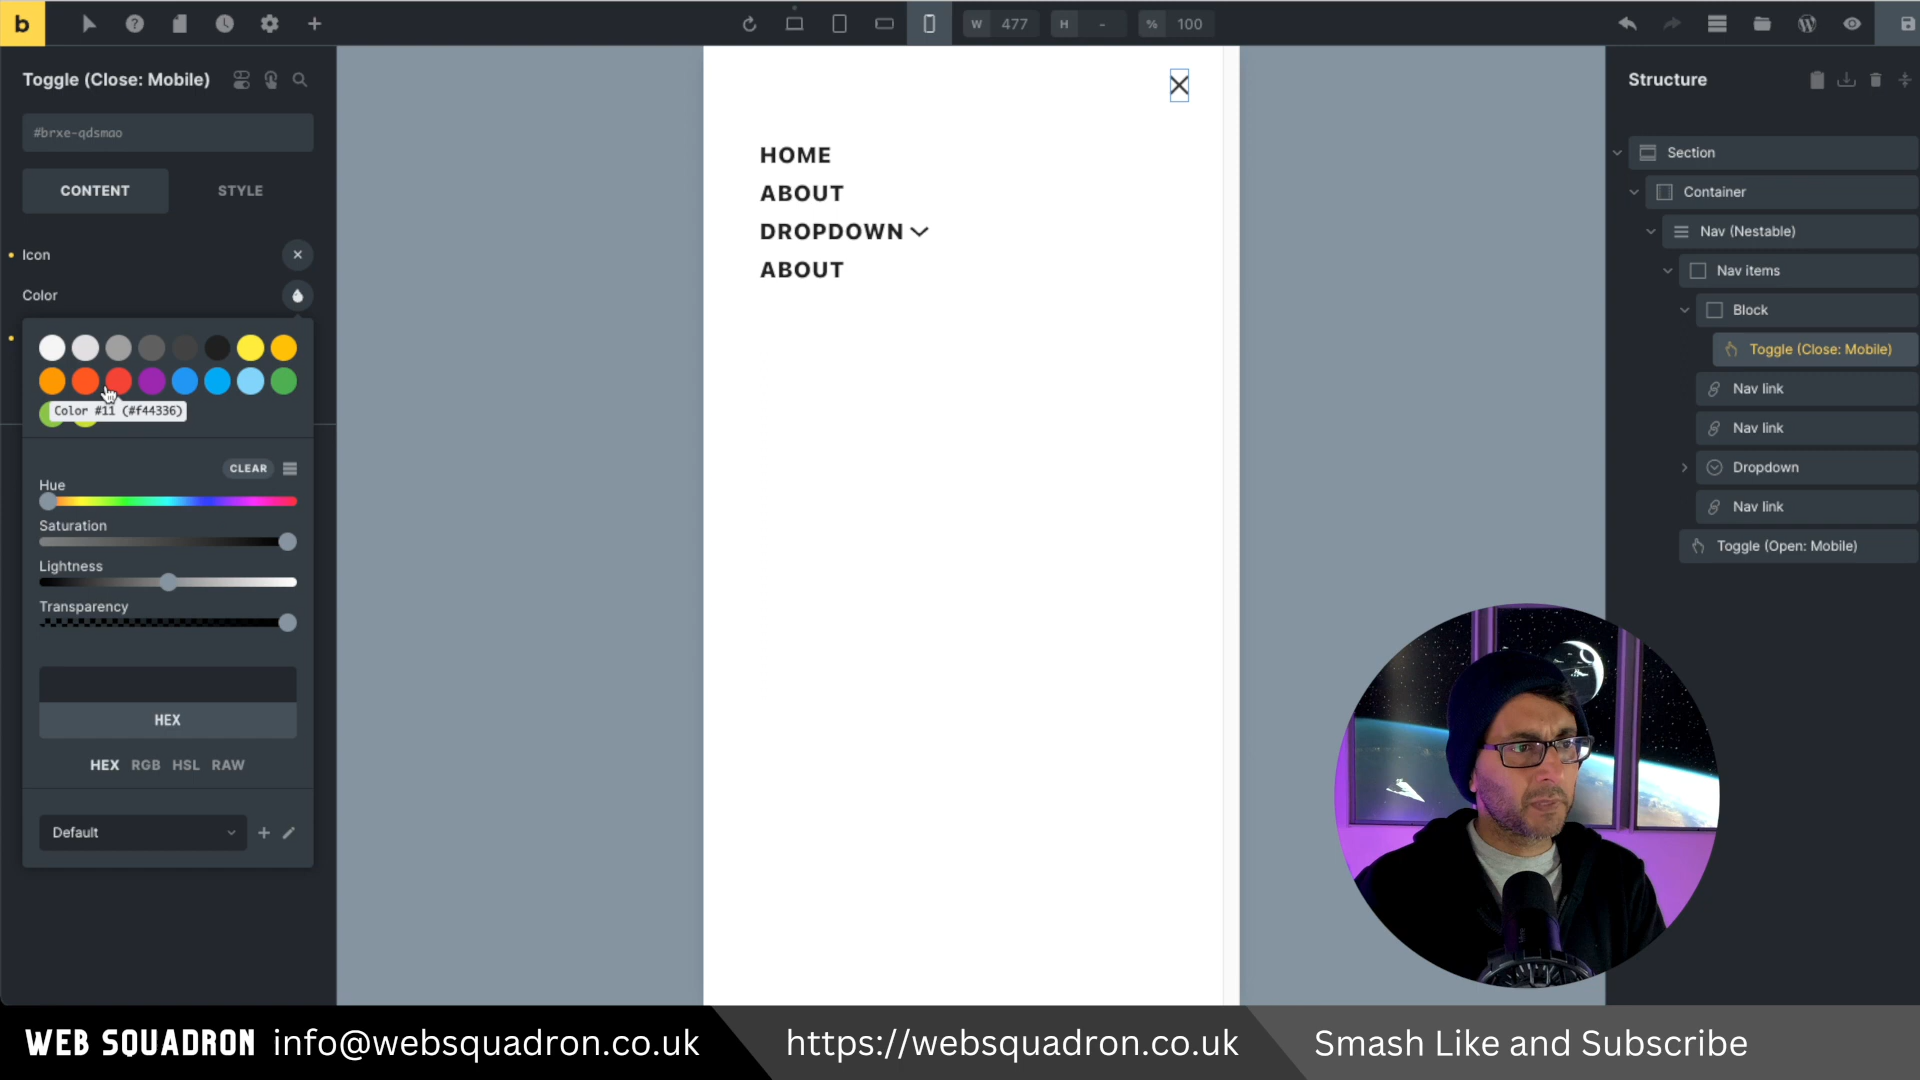 b
W 477
H -
% 100
Toggle (Close: Mobile)
#brxe-qdsmao
CONTENT
STYLE
Icon
Color
Color #11 (#f44336)
CLEAR
Hue
Saturation
Lightness
Transparency
HEX
HEX RGB HSL RAW
Default
HOME
ABOUT
DROPDOWN
ABOUT
Structure
Section
Container
Nav (Nestable)
Nav items
Block
Toggle (Close: Mobile)
Nav link
Nav link
Dropdown
Nav link
Toggle (Open: Mobile)
WEB SQUADRON info@websquadron.co.uk
https://websquadron.co.uk
Smash Like and Subscribe